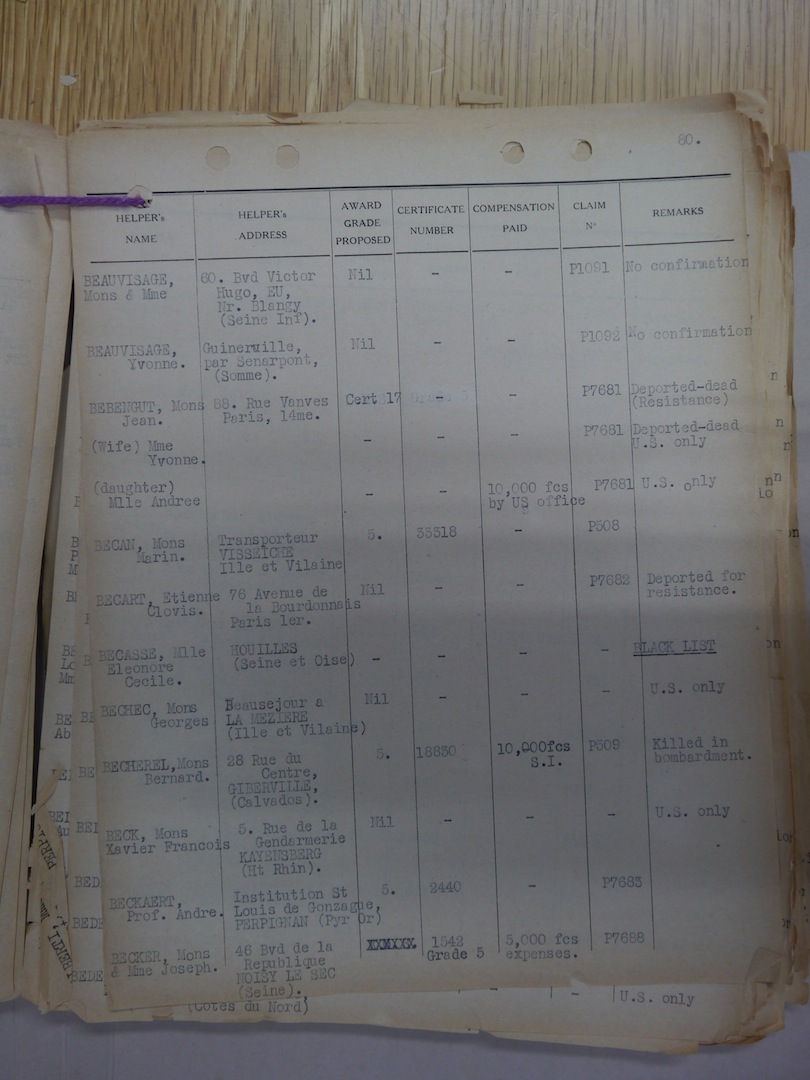 80.
HELPER's NAME
HELPER's ADDRESS
AWARD GRADE PROPOSED
CERTIFICATE NUMBER
COMPENSATION PAID
CLAIM N°
REMARKS
BEAUVISAGE, 60. Bvd Victor Nil - - P1091 No confirmation
Mons & Mme Hugo, EU,
Nr. Blangy
(Seine Inf).
BEAUVISAGE, Guinerville, Nil - - P1092 No confirmation
Yvonne. par Senarpont,
(Somme).
BEBENGUT, Mons 88. Rue Vanves Cert 17 - P7681 Deported-dead
Jean. Paris, 14me. (Resistance)
(Wife) Mme - - - P7681 Deported-dead
Yvonne. U.S. only
(daughter) - - 10,000 fcs P7681 U.S. only
Mlle Andree by US office
BECAN, Mons Transporteur 5. 33318 - P508
Marin. VISSEICHE
Ille et Vilaine
BECART, Etienne 76 Avenue de Nil - - P7682 Deported for
Clovis. la Bourdonnais resistance.
Paris 1er.
BECASSE, Mlle HOUILLES - - - - BLACK LIST
Eleonore (Seine et Oise)
Cecile.
BECHEC, Mons Beausejour a Nil - - - U.S. only
Georges LA MEZIERE
(Ille et Vilaine)
BECHEREL, Mons 28 Rue du 5. 18830 10,000fcs P509 Killed in
Bernard. Centre, S.I. bombardment.
GIBERVILLE,
(Calvados).
BECK, Mons 5. Rue de la Nil - - - U.S. only
Xavier Francois Gendarmerie
KAYENSBERG
(Ht Rhin).
BECKAERT, Institution St 5. 2440 - P7683
Prof. Andre. Louis de Gonzague,
PERPIGNAN (Pyr Or)
BECKER, Mons 46 Bvd de la XXXXXX. 1542 5,000 fcs P7688
& Mme Joseph. Republique Grade 5 expenses.
NOISY LE SEC
(Seine).
(Cotes du Nord) - - U.S. only